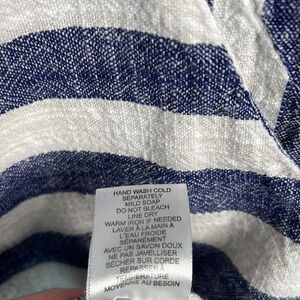 HAND WASH COLD
SEPARATELY
MILD SOAP
DO NOT BLEACH
LINE DRY
WARM IRON IF NEEDED
LAVER À LA MAIN À
L'EAU FROIDE
SÉPARÉMENT
AVEC UN SAVON DOUX
NE PAS JAVELLISER
SÉCHER SUR CORDE
REPASSER À
TEMPÉRATURE
MOYENNE AU BESOIN